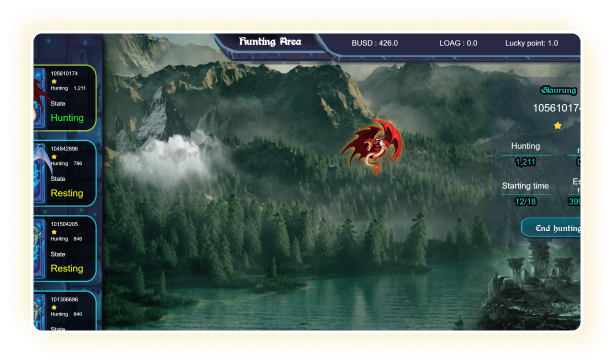 Hunting Area
BUSD : 426.0
LOAG : 0.0
Lucky point: 1.0
105610174
Hunting 1,211
State
Hunting
104642896
Hunting 786
State
Resting
101504205
Hunting 846
State
Resting
101306696
Hunting 840
State
Glaurung
10561017
Hunting
1,211
Starting time
12/18
399
End hunting